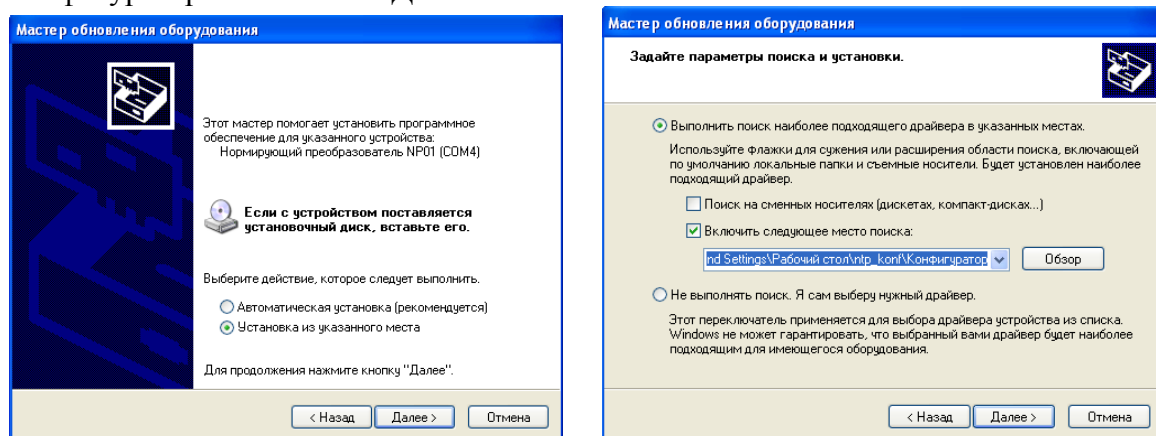 Мастер обновления оборудования
Этот мастер помогает установить программное
обеспечение для указанного устройства:
Нормирующий преобразователь NP01 (COM4)
Если с устройством поставляется
установочный диск, вставьте его.
Выберите действие, которое следует выполнить.
Автоматическая установка (рекомендуется)
Установка из указанного места
Для продолжения нажмите кнопку "Далее".
< Назад
Далее >
Отмена
Мастер обновления оборудования
Задайте параметры поиска и установки.
Выполнить поиск наиболее подходящего драйвера в указанных местах.
Используйте флажки для сужения или расширения области поиска, включающей
по умолчанию локальные папки и съемные носители. Будет установлен наиболее
подходящий драйвер.
Поиск на сменных носителях (дискетах, компакт-дисках...)
Включить следующее место поиска:
nd Settings\Рабочий стол\ntp_konf\Конфигуратор
Обзор
Не выполнять поиск. Я сам выберу нужный драйвер.
Этот переключатель применяется для выбора драйвера устройства из списка.
Windows не может гарантировать, что выбранный вами драйвер будет наиболее
подходящим для имеющегося оборудования.
< Назад
Далее >
Отмена